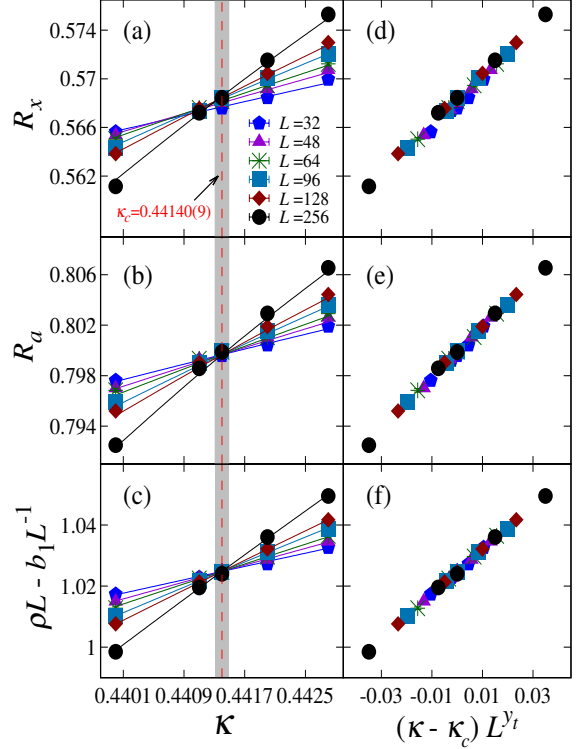 (a)
(d)
0.574
0.57
0.566
0.562
R_x
L=32
L=48
L=64
L=96
L=128
L=256
κ_c=0.44140(9)
(b)
(e)
0.806
0.802
0.798
0.794
R_a
(c)
(f)
1.04
1.02
1
ρL - b_1L^{-1}
0.4401 0.4409 0.4417 0.4425
-0.03 -0.01 0.01 0.03
κ
(κ - κ_c) L^{y_t}